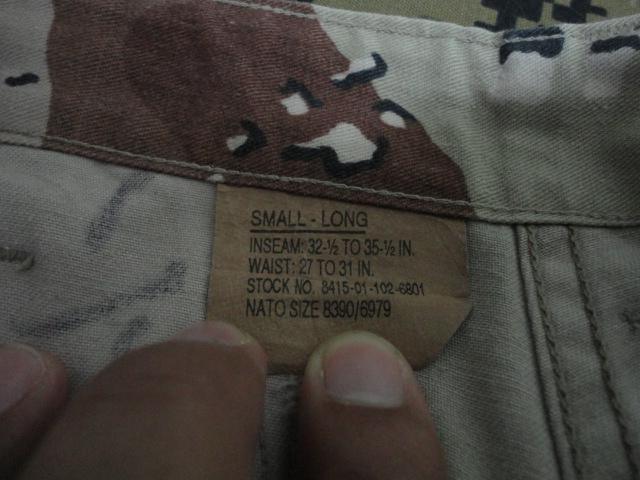 SMALL - LONG
INSEAM: 32-½ TO 35-½ IN.
WAIST: 27 TO 31 IN.
STOCK NO. 8415-01-102-6801
NATO SIZE 8390/6979